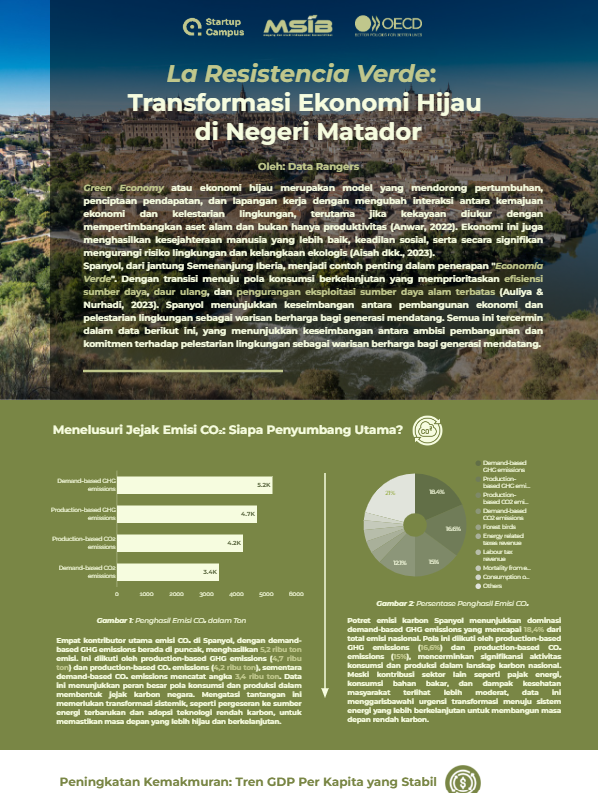 Startup
Campus
MSIB
OECD
BETTER POLICIES FOR BETTER LIVES
La Resistencia Verde:
Transformasi Ekonomi Hijau
di Negeri Matador
Oleh: Data Rangers
Green Economy atau ekonomi hijau merupakan model yang mendorong pertumbuhan,
penciptaan pendapatan, dan lapangan kerja dengan mengubah interaksi antara kemajuan
ekonomi dan kelestarian lingkungan, terutama jika kekayaan diukur dengan
mempertimbangkan aset alam dan bukan hanya produktivitas (Anwar, 2022). Ekonomi ini juga
menghasilkan kesejahteraan manusia yang lebih baik, keadilan sosial, serta secara signifikan
mengurangi risiko lingkungan dan kelangkaan ekologis (Aisah dkk., 2023).
Spanyol, dari jantung Semenanjung Iberia, menjadi contoh penting dalam penerapan "Economía
Verde". Dengan transisi menuju pola konsumsi berkelanjutan yang memprioritaskan efisiensi
sumber daya, daur ulang, dan pengurangan eksploitasi sumber daya alam terbatas (Auliya &
Nurhadi, 2023). Spanyol menunjukkan keseimbangan antara pembangunan ekonomi dan
pelestarian lingkungan sebagai warisan berharga bagi generasi mendatang. Semua ini tercermin
dalam data berikut ini, yang menunjukkan keseimbangan antara ambisi pembangunan dan
komitmen terhadap pelestarian lingkungan sebagai warisan berharga bagi generasi mendatang.
Menelusuri Jejak Emisi CO₂: Siapa Penyumbang Utama?
CO²
Demand-based GHG
emissions
5.2K
Production-based GHG
emissions
4.7K
Production-based CO2
emissions
4.2K
Demand-based CO2
emissions
3.4K
0 1000 2000 3000 4000 5000 6000
Gambar 1: Penghasil Emisi CO₂ dalam Ton
Empat kontributor utama emisi CO₂ di Spanyol, dengan demand-
based GHG emissions berada di puncak, menghasilkan 5,2 ribu ton
emisi. Ini diikuti oleh production-based GHG emissions (4,7 ribu
ton) dan production-based CO₂ emissions (4,2 ribu ton), sementara
demand-based CO₂ emissions mencatat angka 3,4 ribu ton. Data
ini menunjukkan peran besar pola konsumsi dan produksi dalam
membentuk jejak karbon negara. Mengatasi tantangan ini
memerlukan transformasi sistemik, seperti pergeseran ke sumber
energi terbarukan dan adopsi teknologi rendah karbon, untuk
memastikan masa depan yang lebih hijau dan berkelanjutan.
21%
18.4%
16.6%
15%
12.1%
Demand-based
GHG emissions
Production-
based GHG emi...
Production-
based CO2 emissions
Demand-based
CO2 emissions
Forest birds
Energy related
taxes revenue
Labour tax
revenue
Mortality from e...
Consumption o...
Others
Gambar 2: Persentase Penghasil Emisi CO₂
Potret emisi karbon Spanyol menunjukkan dominasi
demand-based GHG emissions yang mencapai 18,4% dari
total emisi nasional. Pola ini diikuti oleh production-based
GHG emissions (16,6%) dan production-based CO₂
emissions (15%), mencerminkan signifikansi aktivitas
konsumsi dan produksi dalam lanskap karbon nasional.
Meski kontribusi sektor lain seperti pajak energi,
konsumsi bahan bakar, dan dampak kesehatan
masyarakat terlihat lebih moderat, data ini
menggarisbawahi urgensi transformasi menuju sistem
energi yang lebih berkelanjutan untuk membangun masa
depan rendah karbon.
Peningkatan Kemakmuran: Tren GDP Per Kapita yang Stabil
$